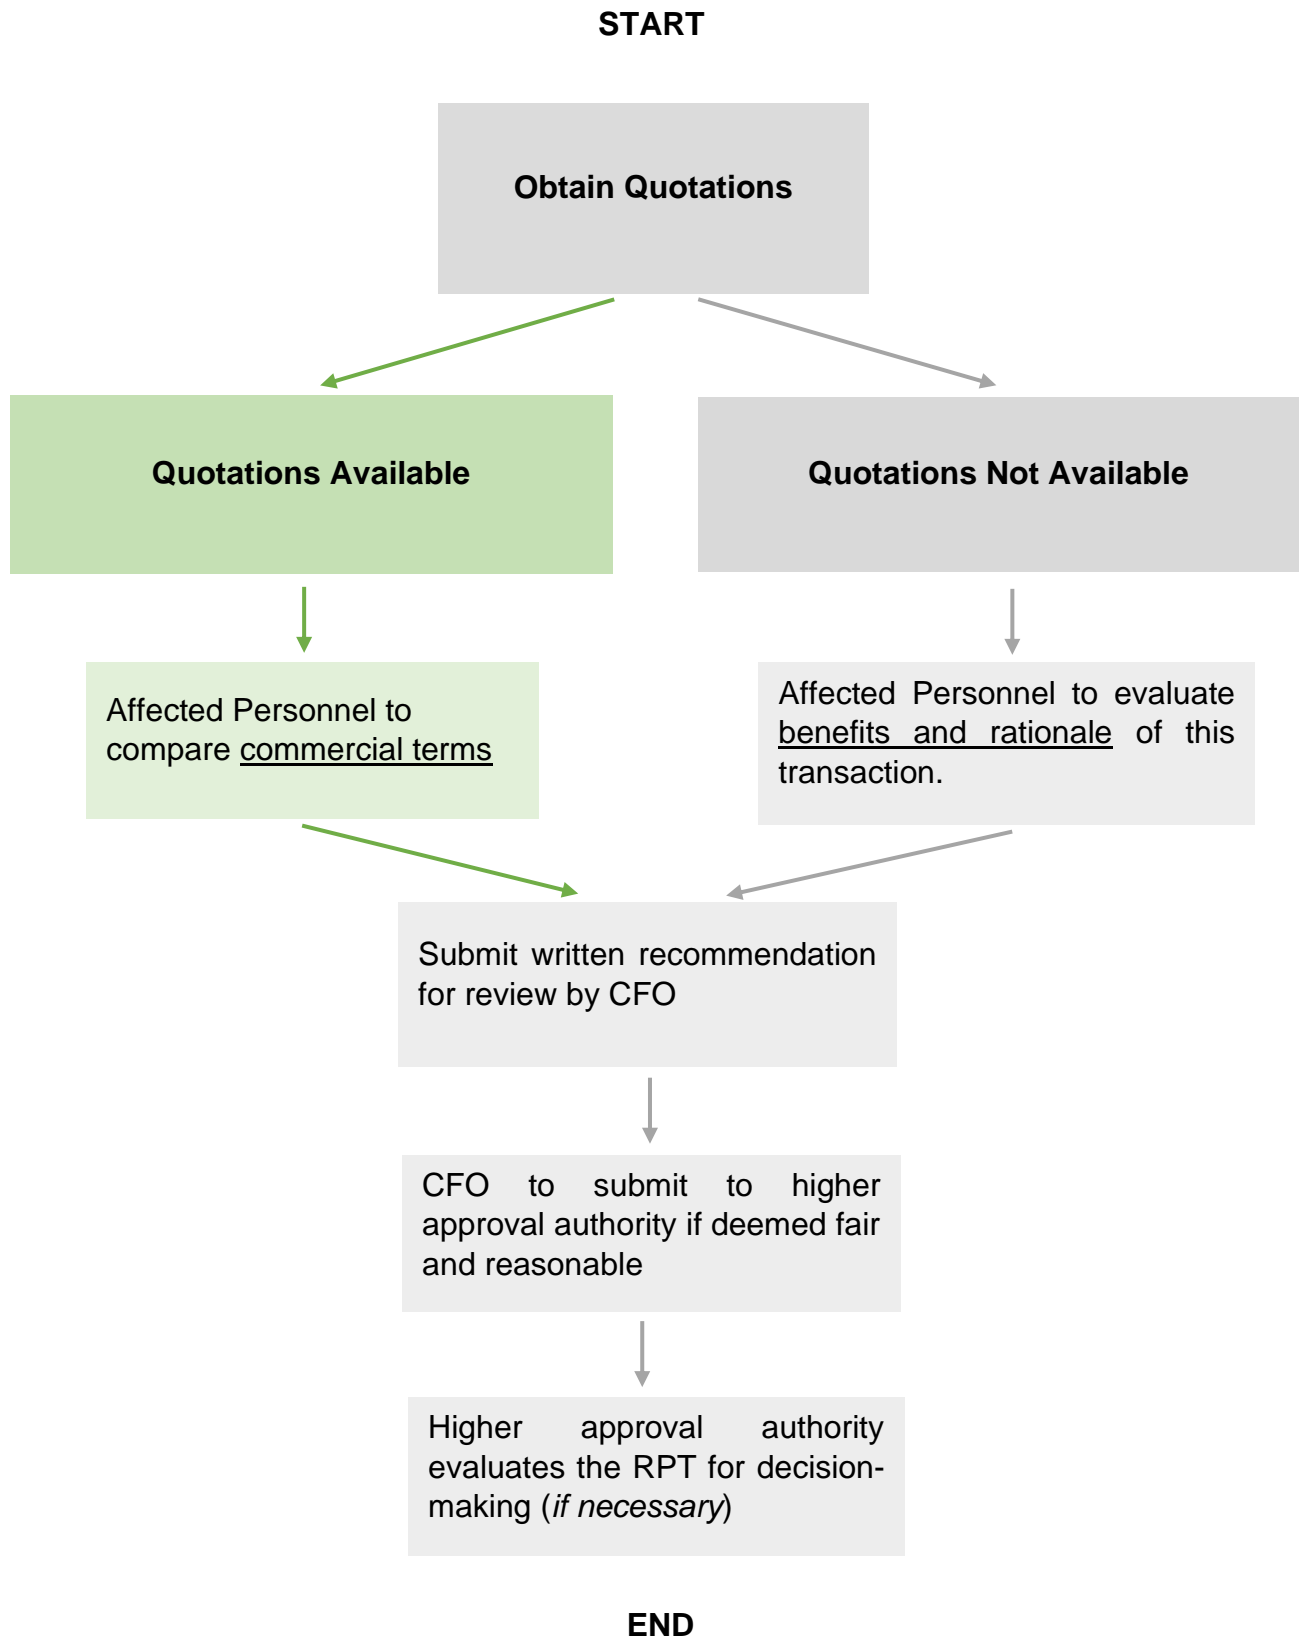 START
Obtain Quotations
Quotations Available
Quotations Not Available
Affected Personnel to
compare commercial terms
Affected Personnel to evaluate
benefits and rationale of this
transaction.
Submit written recommendation
for review by CFO
CFO to submit to higher
approval authority if deemed fair
and reasonable
Higher approval authority
evaluates the RPT for decision-
making (if necessary)
END